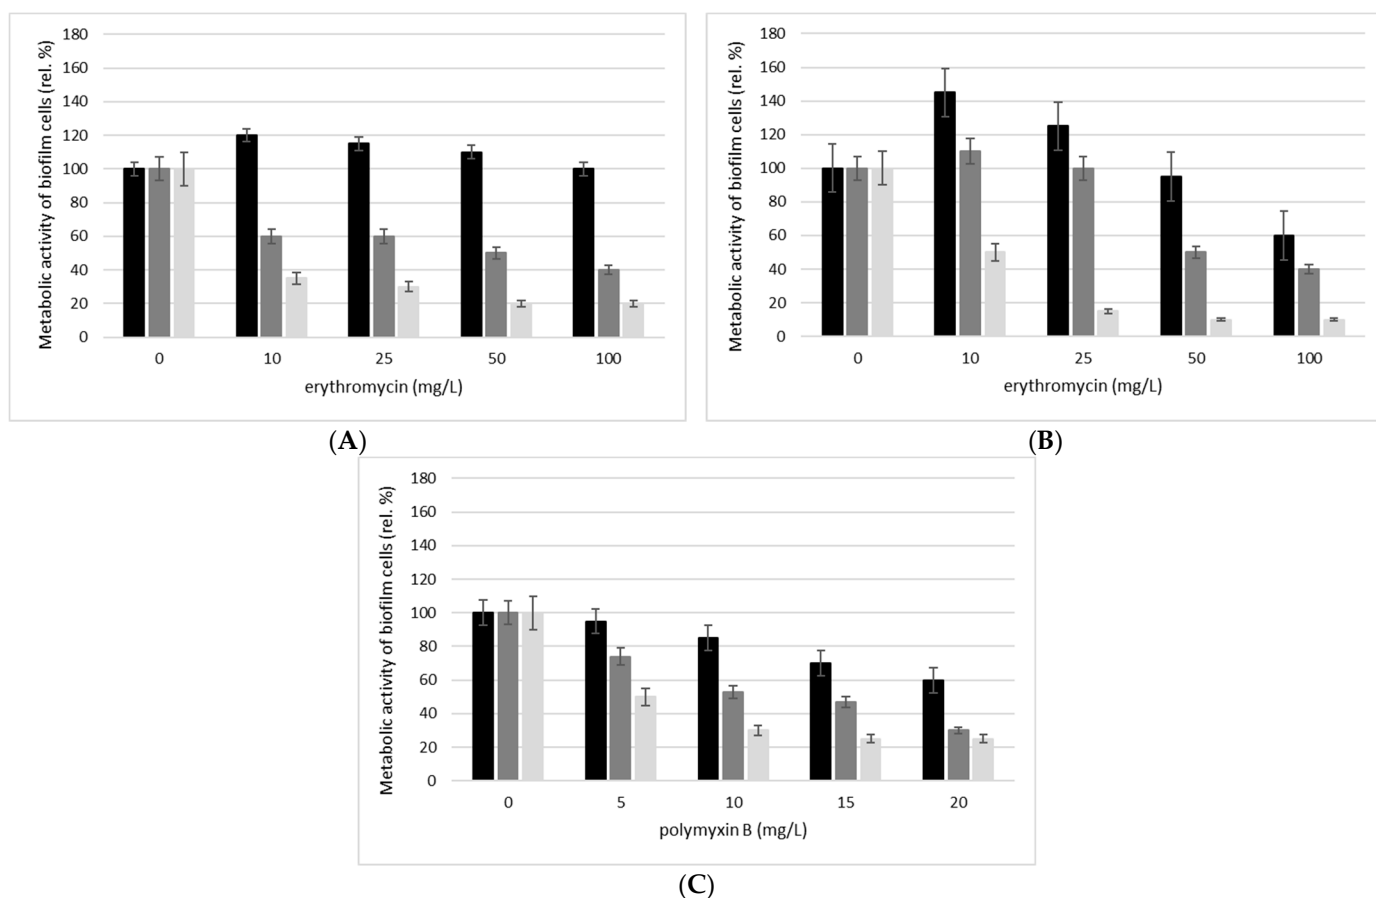 Metabolic activity of biofilm cells (rel. %)
180
160
140
120
100
80
60
40
20
0
0 10 25 50 100
erythromycin (mg/L)
(A)
Metabolic activity of biofilm cells (rel. %)
180
160
140
120
100
80
60
40
20
0
0 10 25 50 100
erythromycin (mg/L)
(B)
Metabolic activity of biofilm cells (rel. %)
180
160
140
120
100
80
60
40
20
0
0 5 10 15 20
polymyxin B (mg/L)
(C)